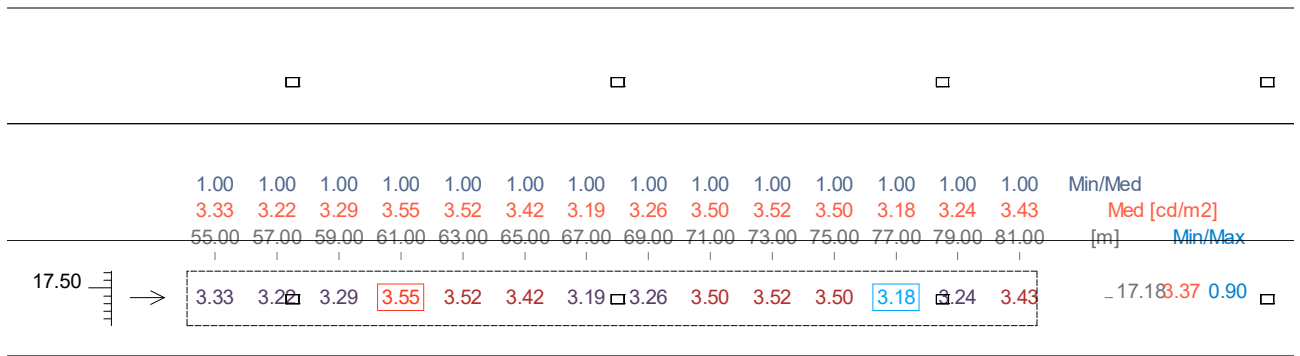 1.00 1.00 1.00 1.00 1.00 1.00 1.00 1.00 1.00 1.00 1.00 1.00 1.00 1.00 Min/Med
3.33 3.22 3.29 3.55 3.52 3.42 3.19 3.26 3.50 3.52 3.50 3.18 3.24 3.43 Med [cd/m2]
55.00 57.00 59.00 61.00 63.00 65.00 67.00 69.00 71.00 73.00 75.00 77.00 79.00 81.00 [m] Min/Max
17.50 3.33 3.22 3.29 3.55 3.52 3.42 3.19 3.26 3.50 3.52 3.50 3.18 3.24 3.43 17.18 3.37 0.90